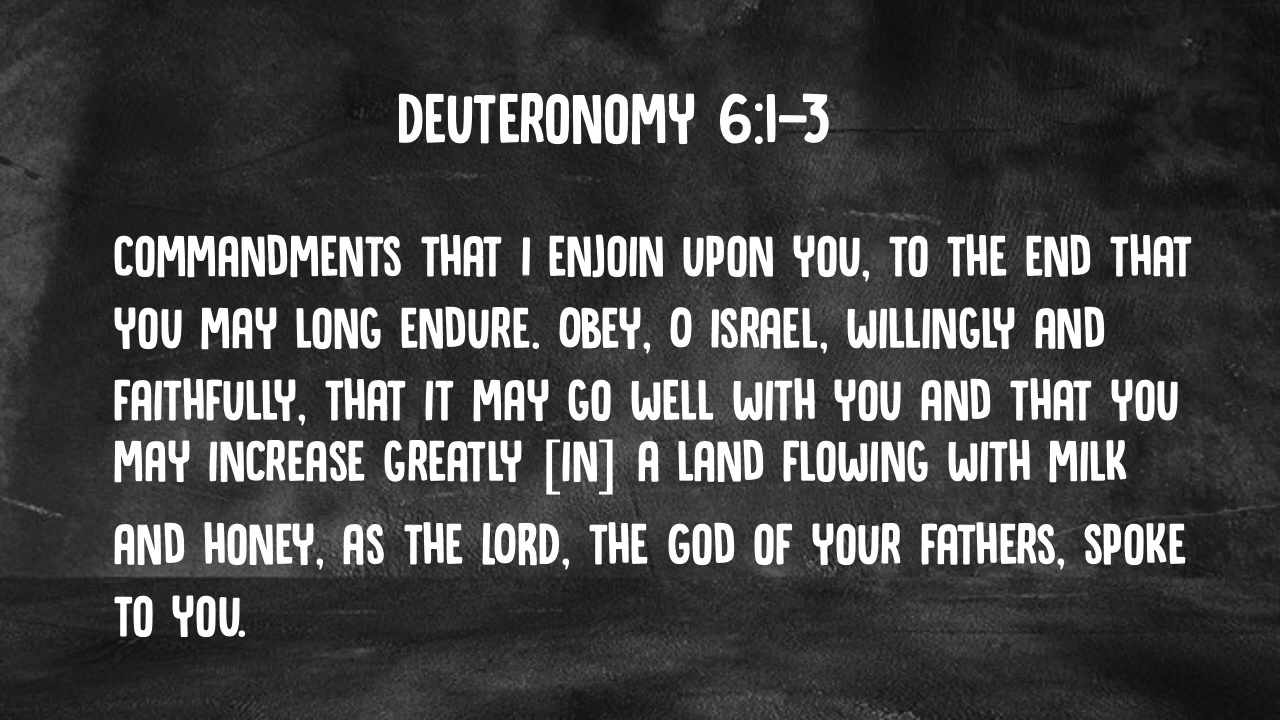 DEUTERONOMY 6:1–3
COMMANDMENTS THAT I ENJOIN UPON YOU, TO THE END THAT
YOU MAY LONG ENDURE. OBEY, O ISRAEL, WILLINGLY AND
FAITHFULLY, THAT IT MAY GO WELL WITH YOU AND THAT YOU
MAY INCREASE GREATLY [IN] A LAND FLOWING WITH MILK
AND HONEY, AS THE LORD, THE GOD OF YOUR FATHERS, SPOKE
TO YOU.